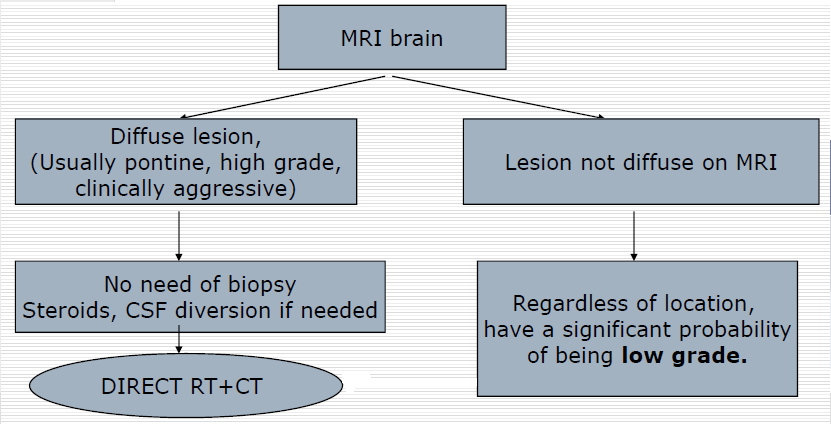 MRI brain
Diffuse lesion,
(Usually pontine, high grade,
clinically aggressive)
Lesion not diffuse on MRI
No need of biopsy
Steroids, CSF diversion if needed
Regardless of location,
have a significant probability
of being low grade.
DIRECT RT+CT